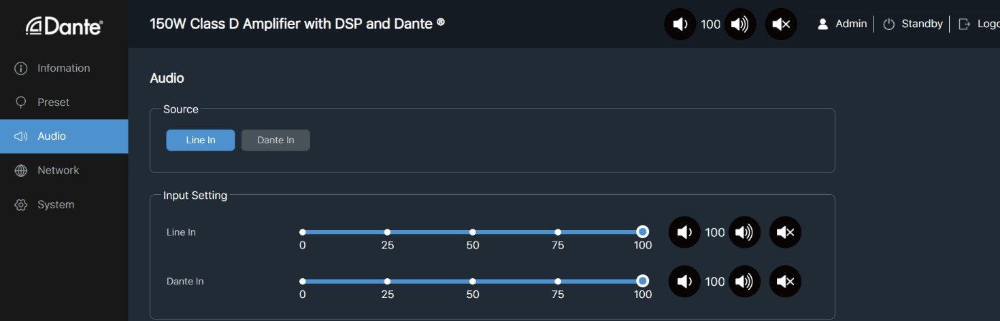 Dante®
150W Class D Amplifier with DSP and Dante ®
100
Admin
Standby
Logo
Infomation
Preset
Audio
Network
System
Audio
Source
Line In
Dante In
Input Setting
Line In
0 25 50 75 100
100
Dante In
0 25 50 75 100
100